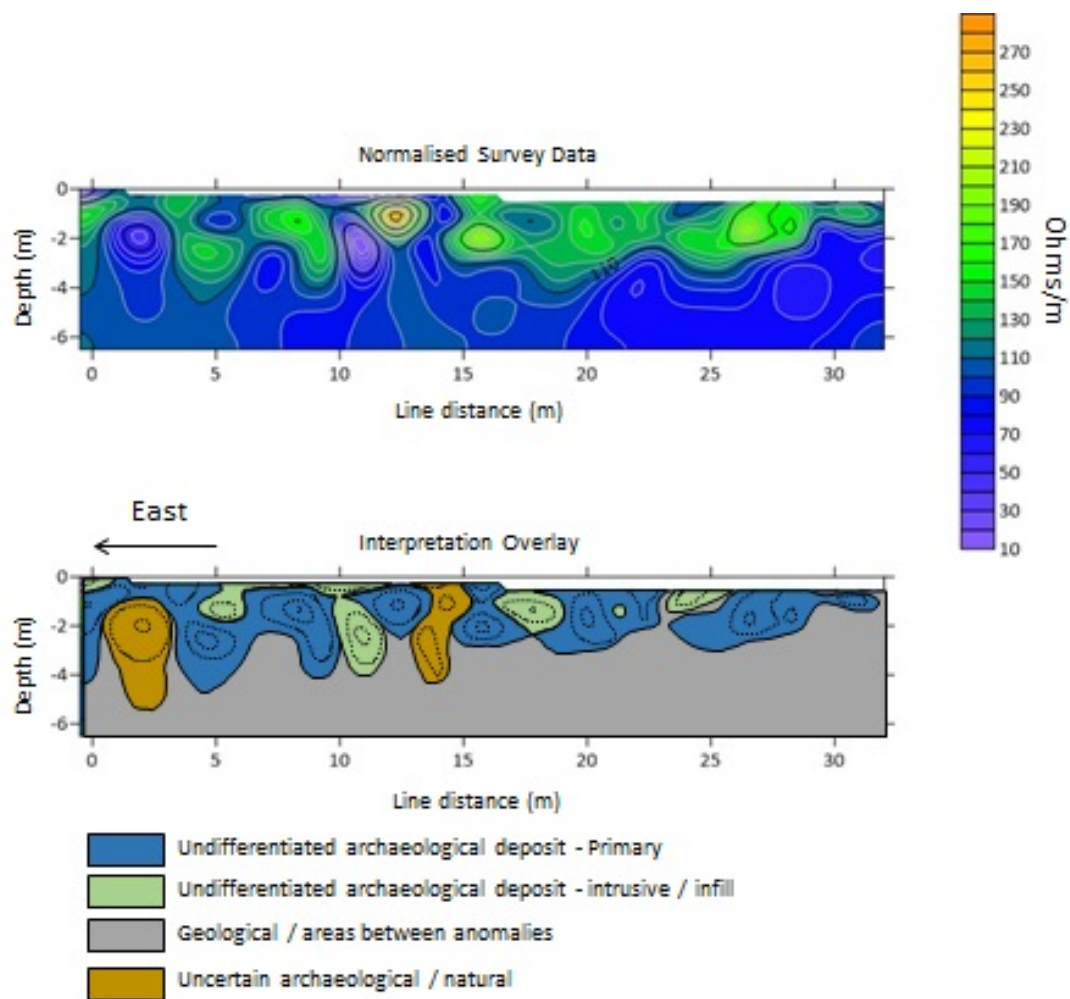 Normalised Survey Data
0
-2
-4
-6
Depth (m)
110
0 5 10 15 20 25 30
Line distance (m)
270
250
230
210
190
170
150
130
110
90
70
50
30
10
Ohms/m
East
Interpretation Overlay
0
-2
-4
-6
Depth (m)
0 5 10 15 20 25 30
Line distance (m)
Undifferentiated archaeological deposit - Primary
Undifferentiated archaeological deposit - intrusive / infill
Geological / areas between anomalies
Uncertain archaeological / natural